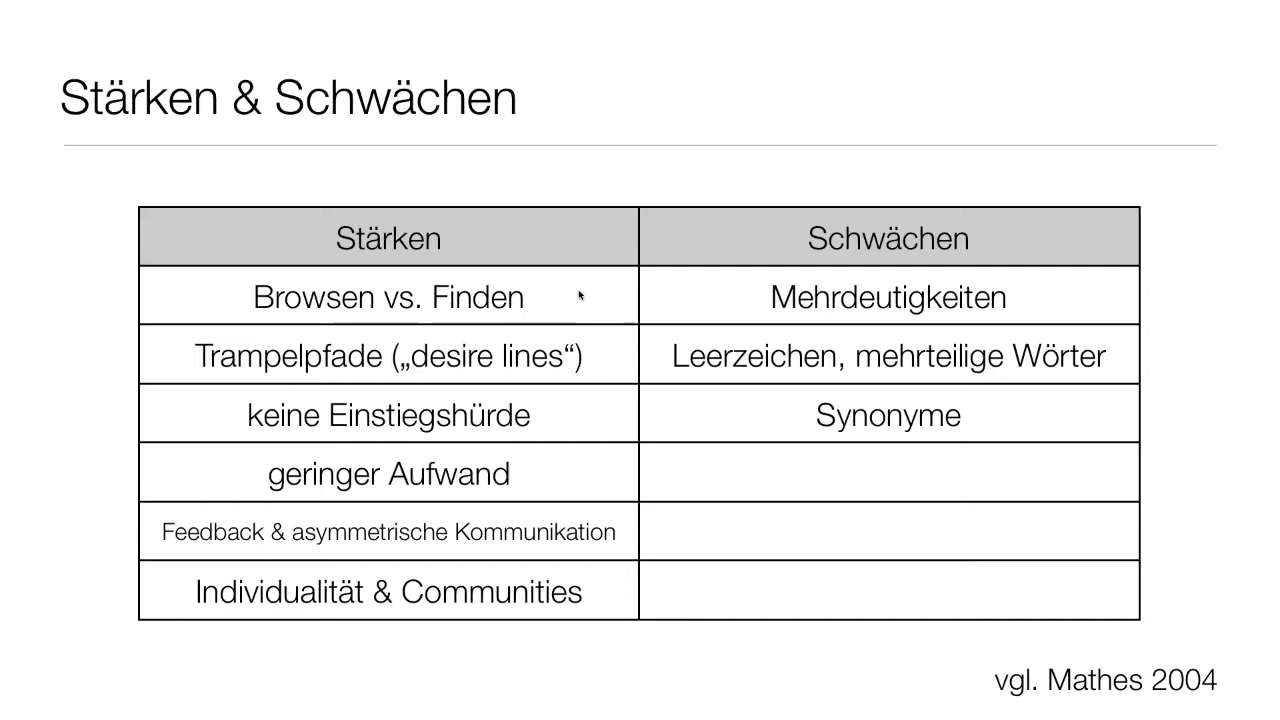 Stärken & Schwächen
Stärken Schwächen
Browsen vs. Finden Mehrdeutigkeiten
Trampelpfade („desire lines“) Leerzeichen, mehrteilige Wörter
keine Einstiegshürde Synonyme
geringer Aufwand
Feedback & asymmetrische Kommunikation
Individualität & Communities
vgl. Mathes 2004